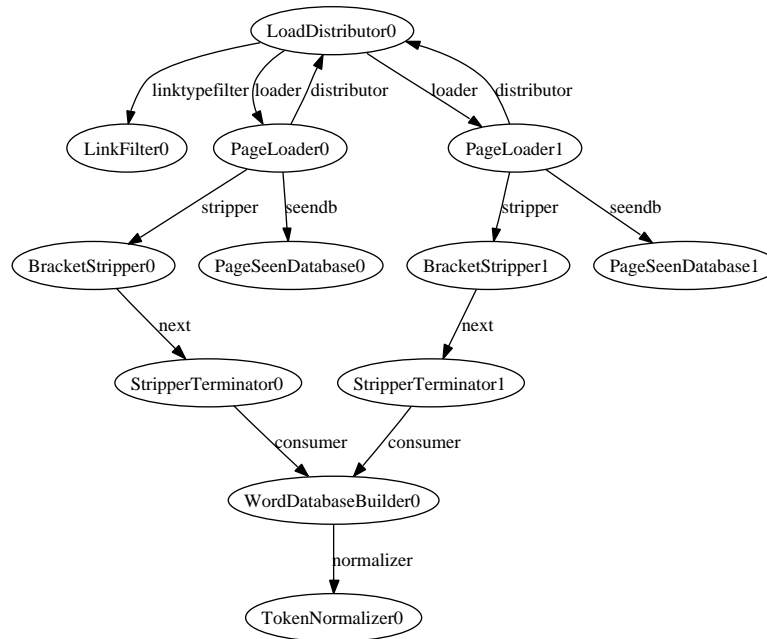 LoadDistributor0
linktypefilter loader distributor loader distributor
LinkFilter0 PageLoader0 PageLoader1
stripper seendb stripper seendb
BracketStripper0 PageSeenDatabase0 BracketStripper1 PageSeenDatabase1
next next
StripperTerminator0 StripperTerminator1
consumer consumer
WordDatabaseBuilder0
normalizer
TokenNormalizer0